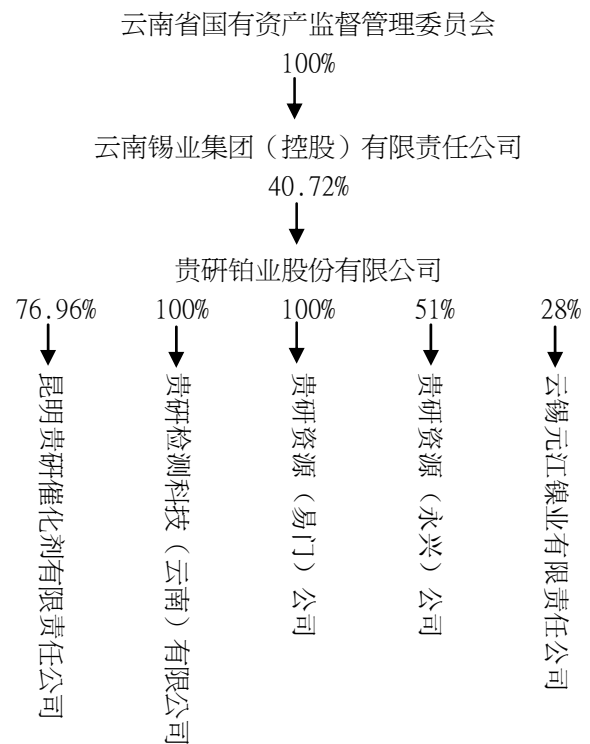 云南省国有资产监督管理委员会
100%
云南锡业集团（控股）有限责任公司
40.72%
贵研铂业股份有限公司
76.96%
100%
100%
51%
28%
昆明贵研催化剂有限责任公司
贵研检测科技（云南）有限公司
贵研资源（易门）公司
贵研资源（永兴）公司
云锡元江镍业有限责任公司